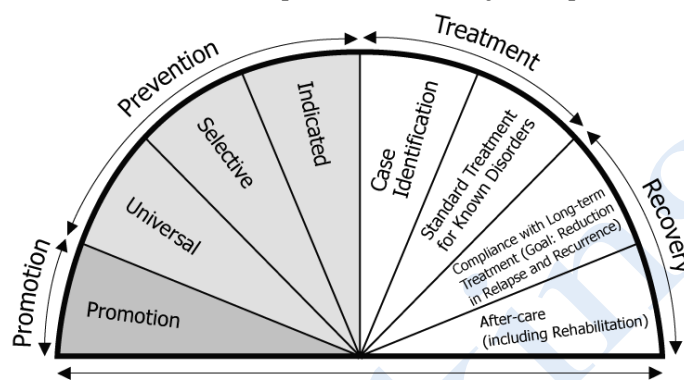 Promotion
Prevention
Treatment
Recovery
Promotion
Universal
Selective
Indicated
Case
Identification
Standard Treatment
for Known Disorders
Compliance with Long-term
Treatment (Goal: Reduction
in Relapse and Recurrence)
After-care
(including Rehabilitation)